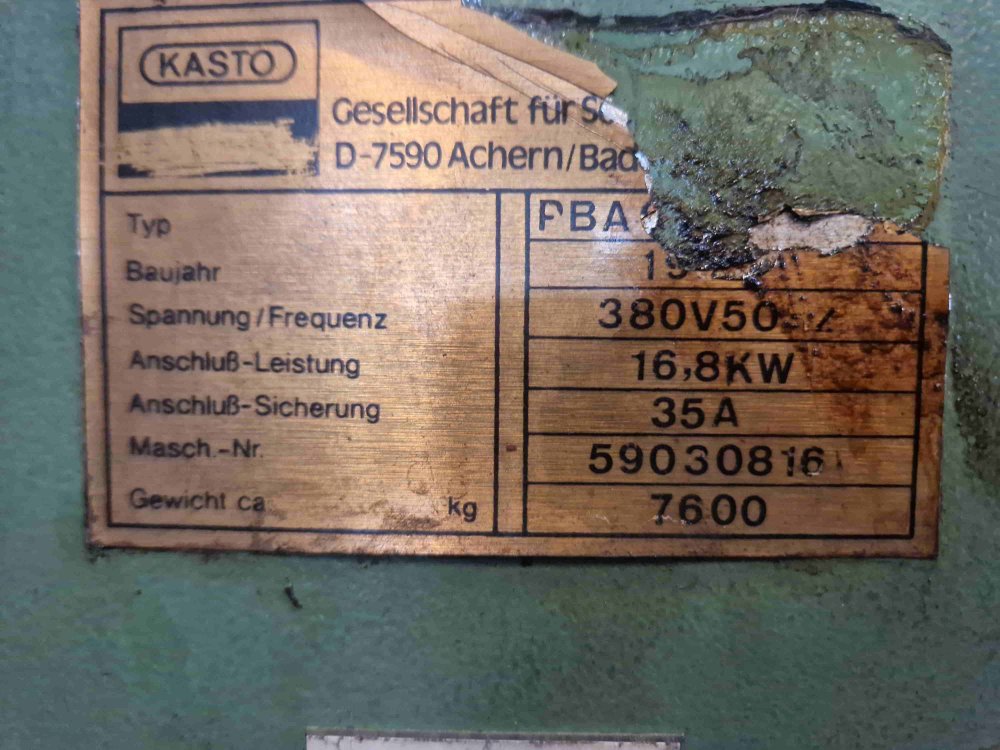 KASTO
Gesellschaft für
D-7590 Achern/Bad
Typ PBA
Baujahr 19
Spannung/Frequenz 380V50
Anschluß-Leistung 16,8KW
Anschluß-Sicherung 35A
Masch.-Nr. 59030816
Gewicht ca kg 7600